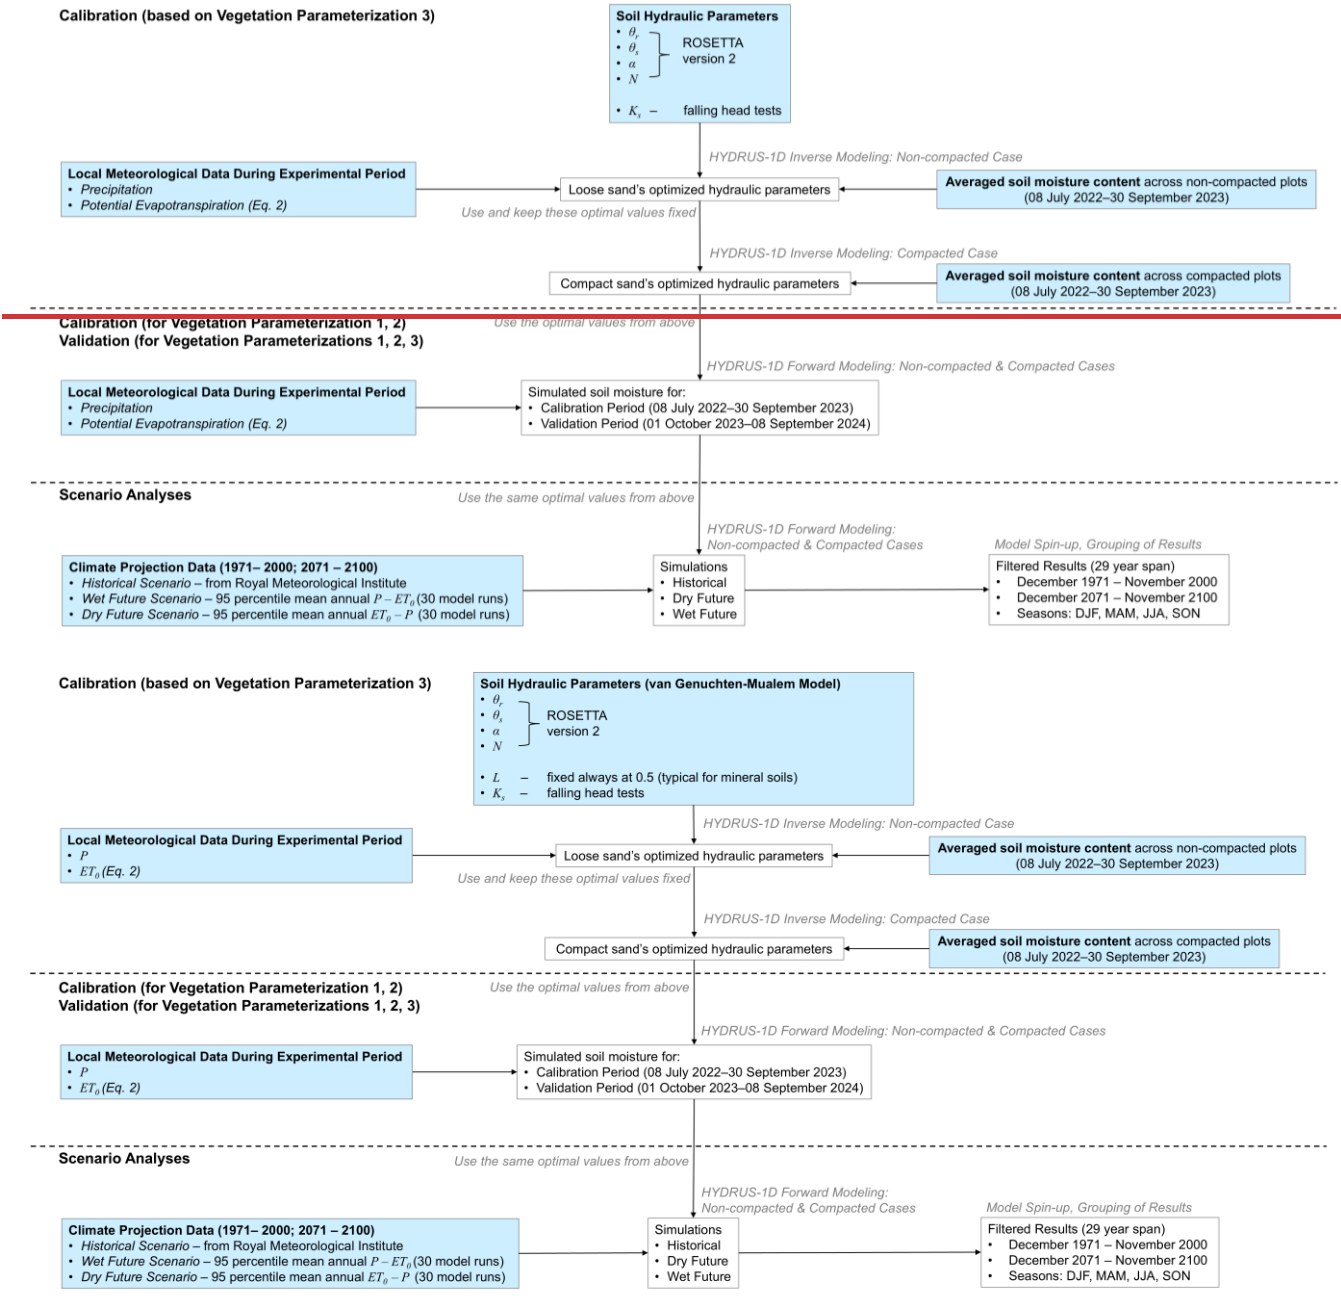 Calibration (based on Vegetation Parameterization 3)
Soil Hydraulic Parameters
• θr
• θs
• α
• N
ROSETTA
version 2
• Ks – falling head tests
HYDRUS-1D Inverse Modeling: Non-compacted Case
Local Meteorological Data During Experimental Period
• Precipitation
• Potential Evapotranspiration (Eq. 2)
Loose sand's optimized hydraulic parameters
Averaged soil moisture content across non-compacted plots
(08 July 2022–30 September 2023)
Use and keep these optimal values fixed
HYDRUS-1D Inverse Modeling: Compacted Case
Compact sand's optimized hydraulic parameters
Averaged soil moisture content across compacted plots
(08 July 2022–30 September 2023)
Calibration (for Vegetation Parameterization 1, 2)
Validation (for Vegetation Parameterizations 1, 2, 3)
Use the optimal values from above
HYDRUS-1D Forward Modeling: Non-compacted & Compacted Cases
Local Meteorological Data During Experimental Period
• Precipitation
• Potential Evapotranspiration (Eq. 2)
Simulated soil moisture for:
• Calibration Period (08 July 2022–30 September 2023)
• Validation Period (01 October 2023–08 September 2024)
Scenario Analyses
Use the same optimal values from above
HYDRUS-1D Forward Modeling:
Non-compacted & Compacted Cases
Model Spin-up, Grouping of Results
Climate Projection Data (1971– 2000; 2071 – 2100)
• Historical Scenario – from Royal Meteorological Institute
• Wet Future Scenario – 95 percentile mean annual P – ET0 (30 model runs)
• Dry Future Scenario – 95 percentile mean annual ET0 – P (30 model runs)
Simulations
• Historical
• Dry Future
• Wet Future
Filtered Results (29 year span)
• December 1971 – November 2000
• December 2071 – November 2100
• Seasons: DJF, MAM, JJA, SON
Calibration (based on Vegetation Parameterization 3)
Soil Hydraulic Parameters (van Genuchten-Mualem Model)
• θr
• θs
• α
• N
ROSETTA
version 2
• L – fixed always at 0.5 (typical for mineral soils)
• Ks – falling head tests
HYDRUS-1D Inverse Modeling: Non-compacted Case
Local Meteorological Data During Experimental Period
• P
• ET0 (Eq. 2)
Loose sand's optimized hydraulic parameters
Averaged soil moisture content across non-compacted plots
(08 July 2022–30 September 2023)
Use and keep these optimal values fixed
HYDRUS-1D Inverse Modeling: Compacted Case
Compact sand's optimized hydraulic parameters
Averaged soil moisture content across compacted plots
(08 July 2022–30 September 2023)
Calibration (for Vegetation Parameterization 1, 2)
Validation (for Vegetation Parameterizations 1, 2, 3)
Use the optimal values from above
HYDRUS-1D Forward Modeling: Non-compacted & Compacted Cases
Local Meteorological Data During Experimental Period
• P
• ET0 (Eq. 2)
Simulated soil moisture for:
• Calibration Period (08 July 2022–30 September 2023)
• Validation Period (01 October 2023–08 September 2024)
Scenario Analyses
Use the same optimal values from above
HYDRUS-1D Forward Modeling:
Non-compacted & Compacted Cases
Model Spin-up, Grouping of Results
Climate Projection Data (1971– 2000; 2071 – 2100)
• Historical Scenario – from Royal Meteorological Institute
• Wet Future Scenario – 95 percentile mean annual P – ET0 (30 model runs)
• Dry Future Scenario – 95 percentile mean annual ET0 – P (30 model runs)
Simulations
• Historical
• Dry Future
• Wet Future
Filtered Results (29 year span)
• December 1971 – November 2000
• December 2071 – November 2100
• Seasons: DJF, MAM, JJA, SON